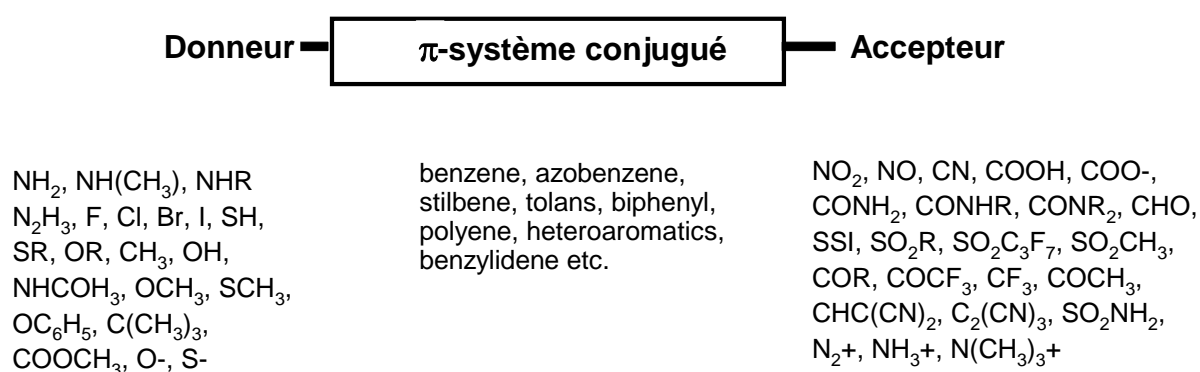 Donneur π-système conjugué Accepteur
NH₂, NH(CH₃), NHR
N₂H₃, F, Cl, Br, I, SH,
SR, OR, CH₃, OH,
NHCOH₃, OCH₃, SCH₃,
OC₆H₅, C(CH₃)₃,
COOCH₃, O-, S-
benzene, azobenzene,
stilbene, tolans, biphenyl,
polyene, heteroaromatics,
benzylidene etc.
NO₂, NO, CN, COOH, COO-,
CONH₂, CONHR, CONR₂, CHO,
SSI, SO₂R, SO₂C₃F₇, SO₂CH₃,
COR, COCF₃, CF₃, COCH₃,
CHC(CN)₂, C₂(CN)₃, SO₂NH₂,
N₂+, NH₃+, N(CH₃)₃+